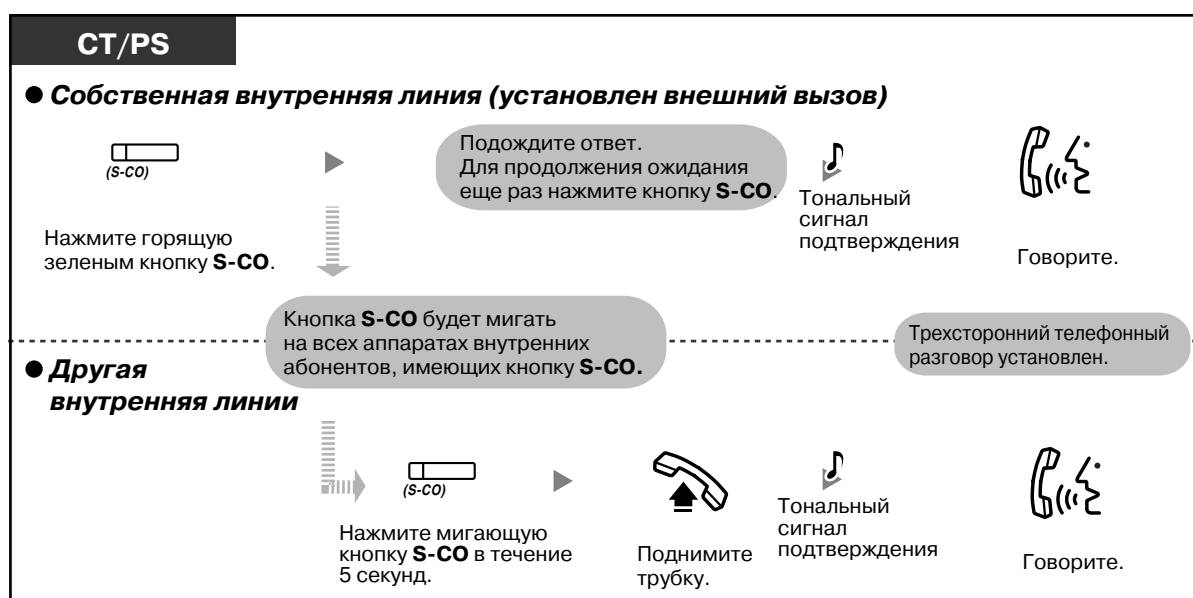 CT/PS
● Собственная внутренняя линия (установлен внешний вызов)
(S-CO)
Нажмите горящую
зеленым кнопку S-CO.
Подождите ответ.
Для продолжения ожидания
еще раз нажмите кнопку S-CO.
Тональный
сигнал
подтверждения
Говорите.
Кнопка S-CO будет мигать
на всех аппаратах внутренних
абонентов, имеющих кнопку S-CO.
Трехсторонний телефонный
разговор установлен.
● Другая
внутренняя линии
(S-CO)
Нажмите мигающую
кнопку S-CO в течение
5 секунд.
Поднимите
трубку.
Тональный
сигнал
подтверждения
Говорите.